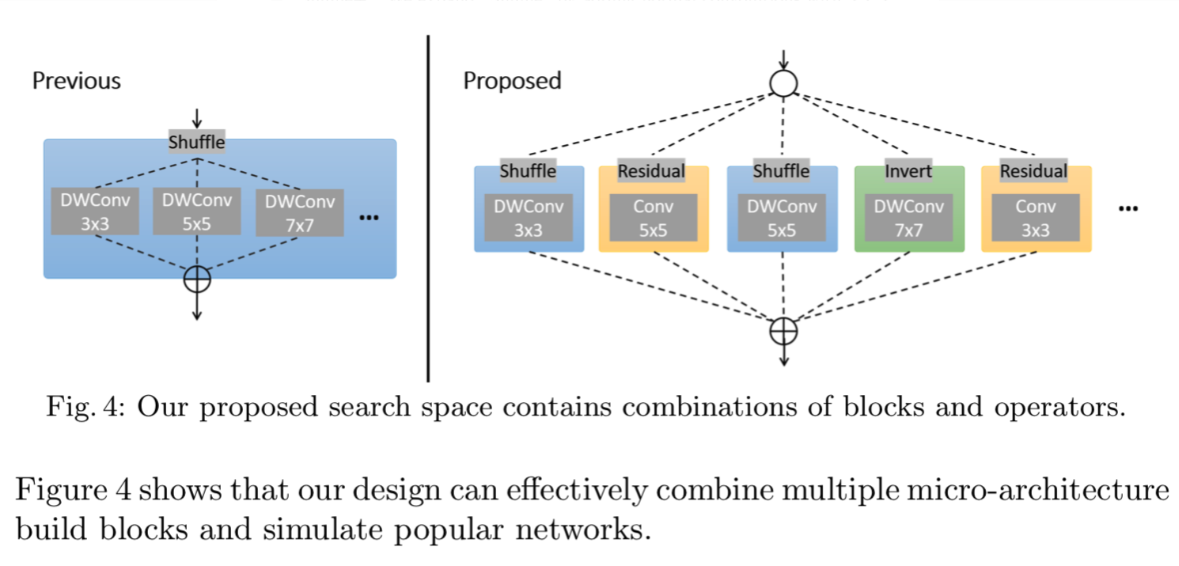 Previous
Shuffle
DWConv
3x3
DWConv
5x5
DWConv
7x7
...
Proposed
Shuffle
DWConv
3x3
Residual
Conv
5x5
Shuffle
DWConv
5x5
Invert
DWConv
7x7
Residual
Conv
3x3
...
Fig. 4: Our proposed search space contains combinations of blocks and operators.
Figure 4 shows that our design can effectively combine multiple micro-architecture
build blocks and simulate popular networks.